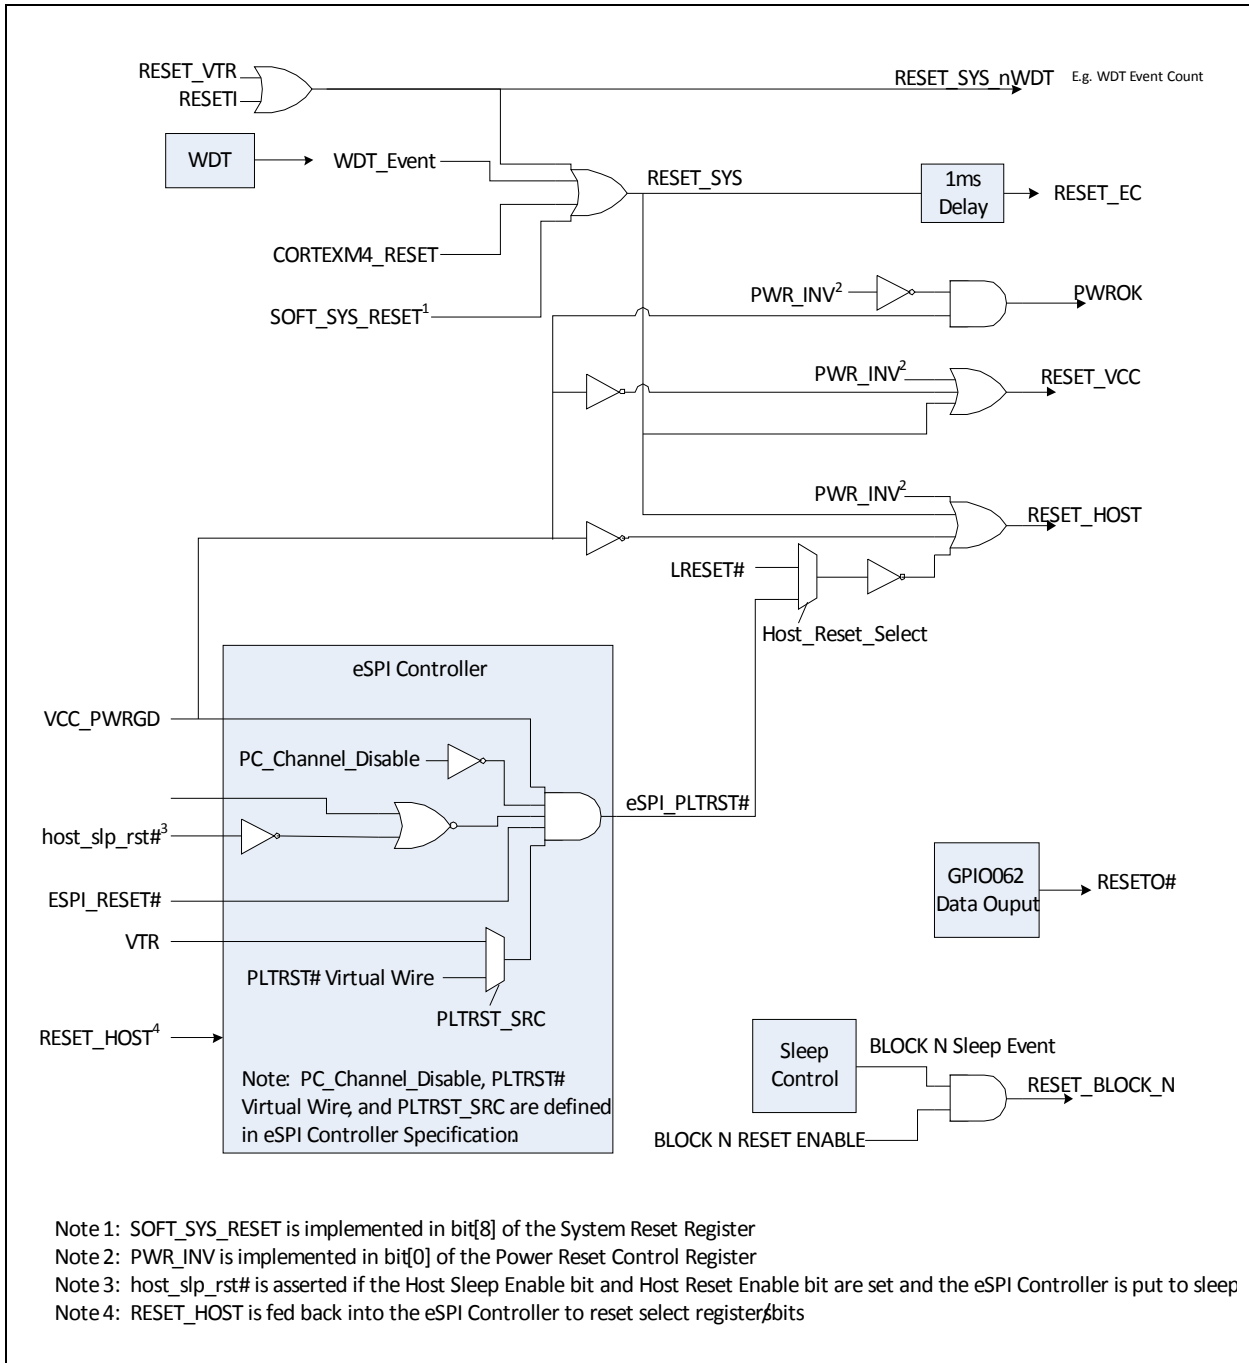 RESET_VTR
RESETI
RESET_SYS_nWDT
E.g. WDT Event Count
WDT
WDT_Event
RESET_SYS
1ms
Delay
RESET_EC
CORTEXM4_RESET
SOFT_SYS_RESET1
PWR_INV2
PWROK
PWR_INV2
RESET_VCC
PWR_INV2
RESET_HOST
LRESET#
Host_Reset_Select
eSPI Controller
VCC_PWRGD
PC_Channel_Disable
eSPI_PLTRST#
host_slp_rst#3
ESPI_RESET#
VTR
PLTRST# Virtual Wire
PLTRST_SRC
RESET_HOST4
Note: PC_Channel_Disable, PLTRST#
Virtual Wire, and PLTRST_SRC are defined
in eSPI Controller Specification.
GPIO062
Data Ouput
RESETO#
Sleep
Control
BLOCK N Sleep Event
RESET_BLOCK_N
BLOCK N RESET ENABLE
Note 1: SOFT_SYS_RESET is implemented in bit[8] of the System Reset Register
Note 2: PWR_INV is implemented in bit[0] of the Power Reset Control Register
Note 3: host_slp_rst# is asserted if the Host Sleep Enable bit and Host Reset Enable bit are set and the eSPI Controller is put to sleep
Note 4: RESET_HOST is fed back into the eSPI Controller to reset select registers/bits